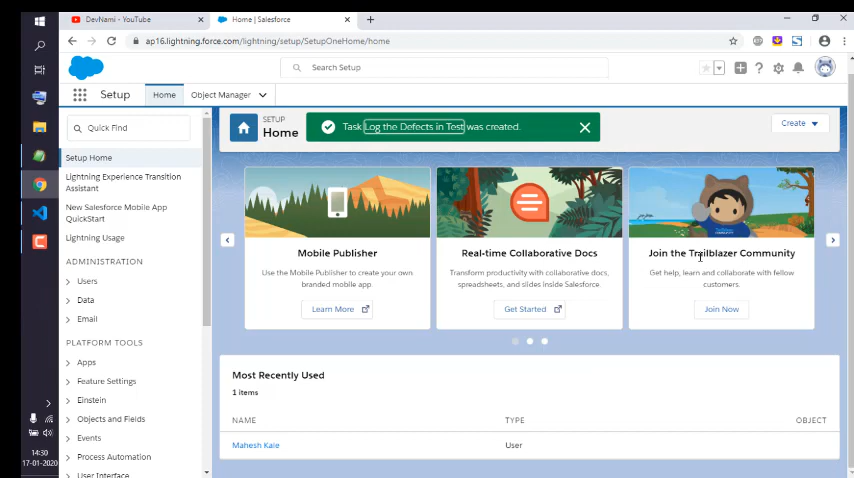 DevNami - YouTube
Home | Salesforce
ap16.lightning.force.com/lightning/setup/SetupOneHome/home
Search Setup
Setup
Home
Object Manager
Quick Find
Setup Home
Lightning Experience Transition
Assistant
New Salesforce Mobile App
QuickStart
Lightning Usage
ADMINISTRATION
Users
Data
Email
PLATFORM TOOLS
Apps
Feature Settings
Einstein
Objects and Fields
Events
Process Automation
User Interface
SETUP
Home
Task Log the Defects in Test was created.
Create
Mobile Publisher
Use the Mobile Publisher to create your own
branded mobile app.
Learn More
Real-time Collaborative Docs
Transform productivity with collaborative docs,
spreadsheets, and slides inside Salesforce.
Get Started
Join the Trailblazer Community
Get help, learn and collaborate with fellow
customers.
Join Now
Most Recently Used
1 items
NAME
TYPE
OBJECT
Mahesh Kale
User
14:30
17-01-2020